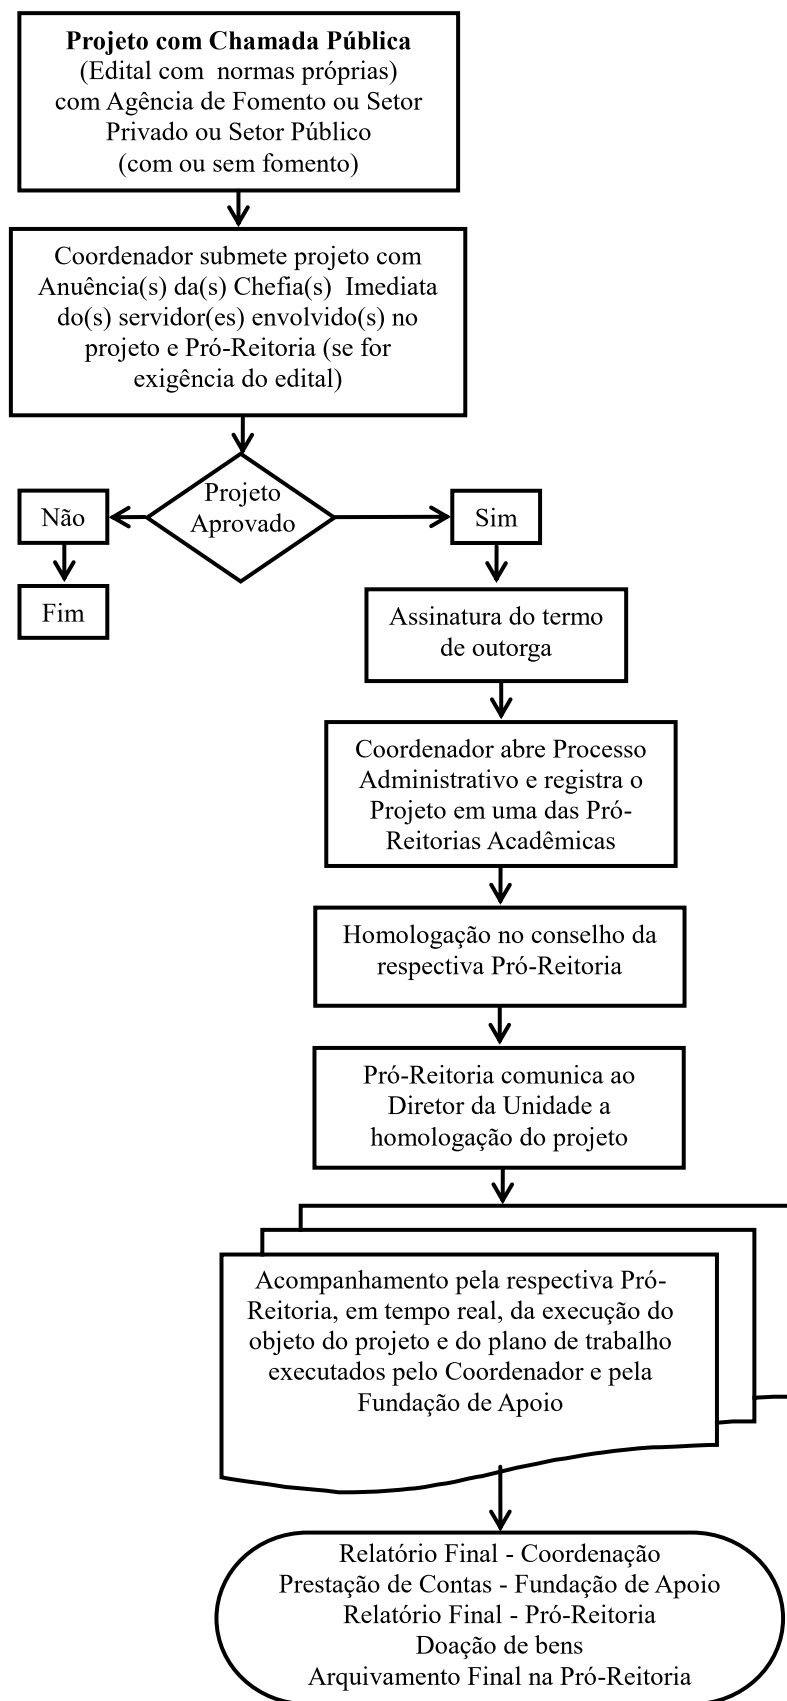 Projeto com Chamada Pública
(Edital com normas próprias)
com Agência de Fomento ou Setor
Privado ou Setor Público
(com ou sem fomento)
Coordenador submete projeto com
Anuência(s) da(s) Chefia(s) Imediata
do(s) servidor(es) envolvido(s) no
projeto e Pró-Reitoria (se for
exigência do edital)
Projeto
Aprovado
Não
Sim
Fim
Assinatura do termo
de outorga
Coordenador abre Processo
Administrativo e registra o
Projeto em uma das Pró-
Reitorias Acadêmicas
Homologação no conselho da
respectiva Pró-Reitoria
Pró-Reitoria comunica ao
Diretor da Unidade a
homologação do projeto
Acompanhamento pela respectiva Pró-
Reitoria, em tempo real, da execução do
objeto do projeto e do plano de trabalho
executados pelo Coordenador e pela
Fundação de Apoio
Relatório Final - Coordenação
Prestação de Contas - Fundação de Apoio
Relatório Final - Pró-Reitoria
Doação de bens
Arquivamento Final na Pró-Reitoria